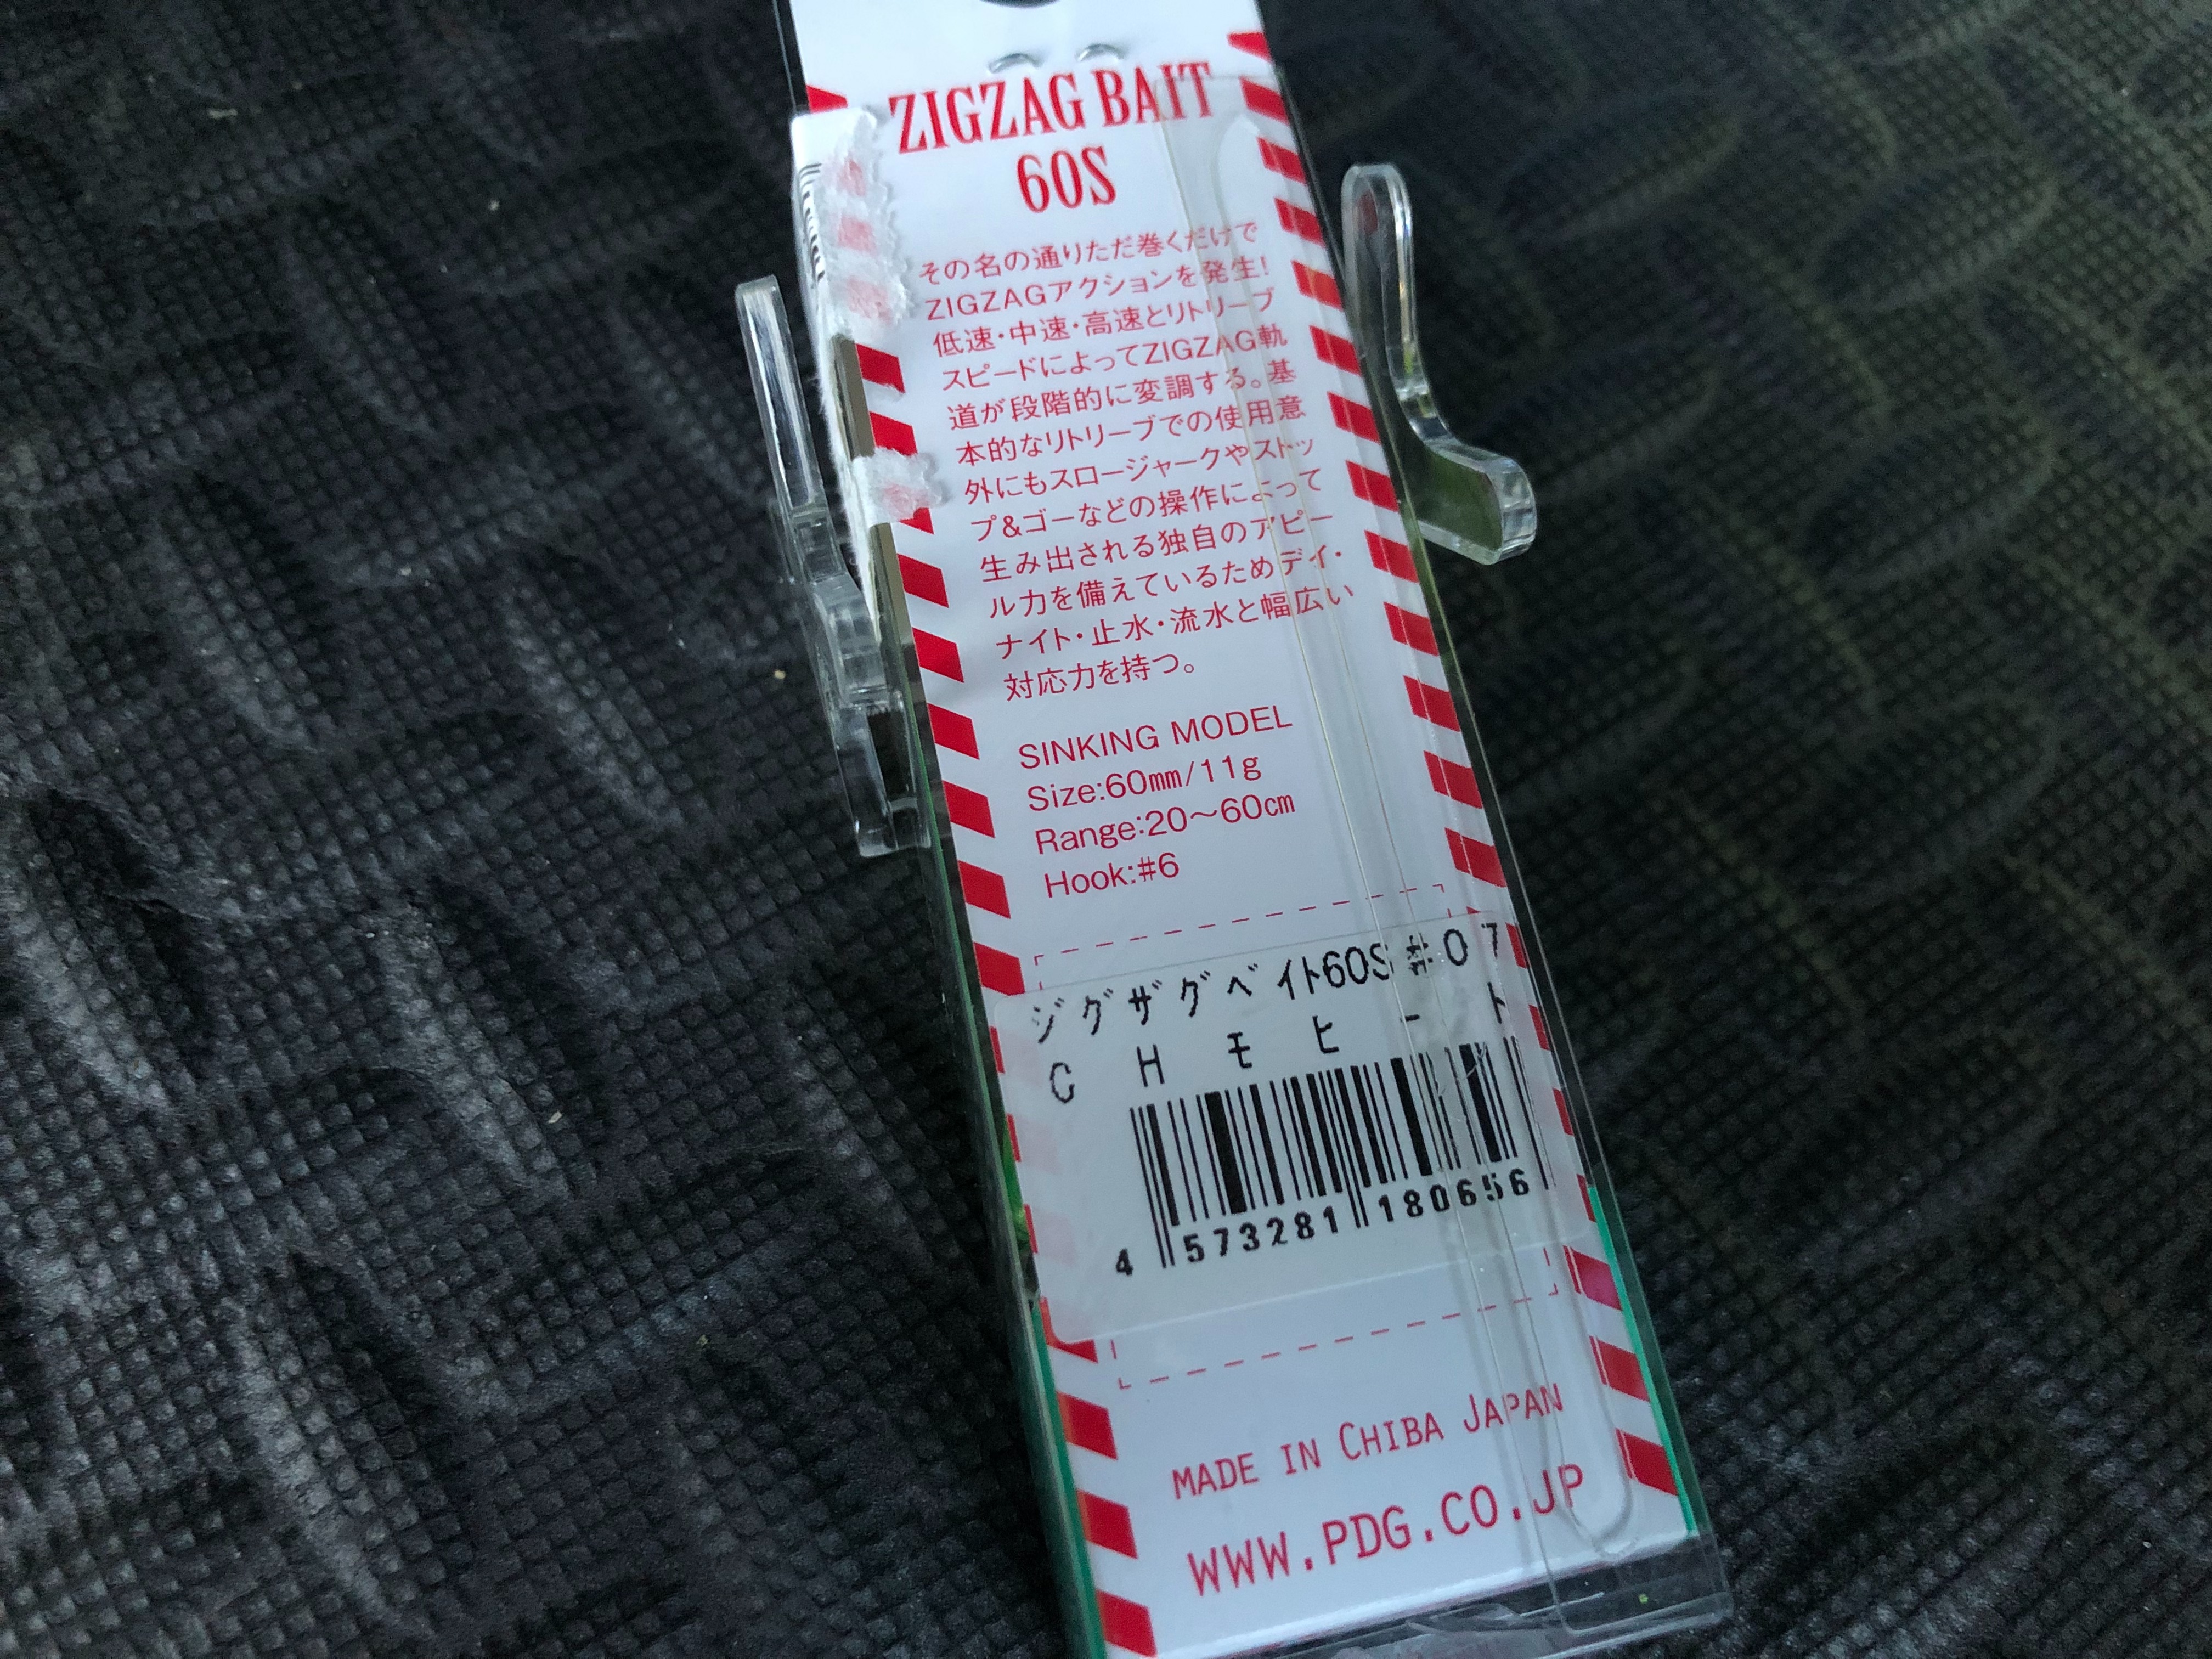 ZIGZAG BAIT
60S
その名の通りただ巻くだけで
ZIGZAGアクションを発生!
低速・中速・高速とリトリーブ
スピードによってZIGZAG軌
道が段階的に変調する。基
本的なリトリーブでの使用意
外にもスロージャークやストッ
プ&ゴーなどの操作によって
生み出される独自のアピー
ル力を備えているためデイ・
ナイト・止水・流水と幅広い
対応力を持つ。
SINKING MODEL
Size:60㎜/11g
Range:20〜60㎝
Hook:#6
ジグザグベイト60S#07
GHモヒート
4 573281 180656
MADE IN CHIBA JAPAN
WWW.PDG.CO.JP